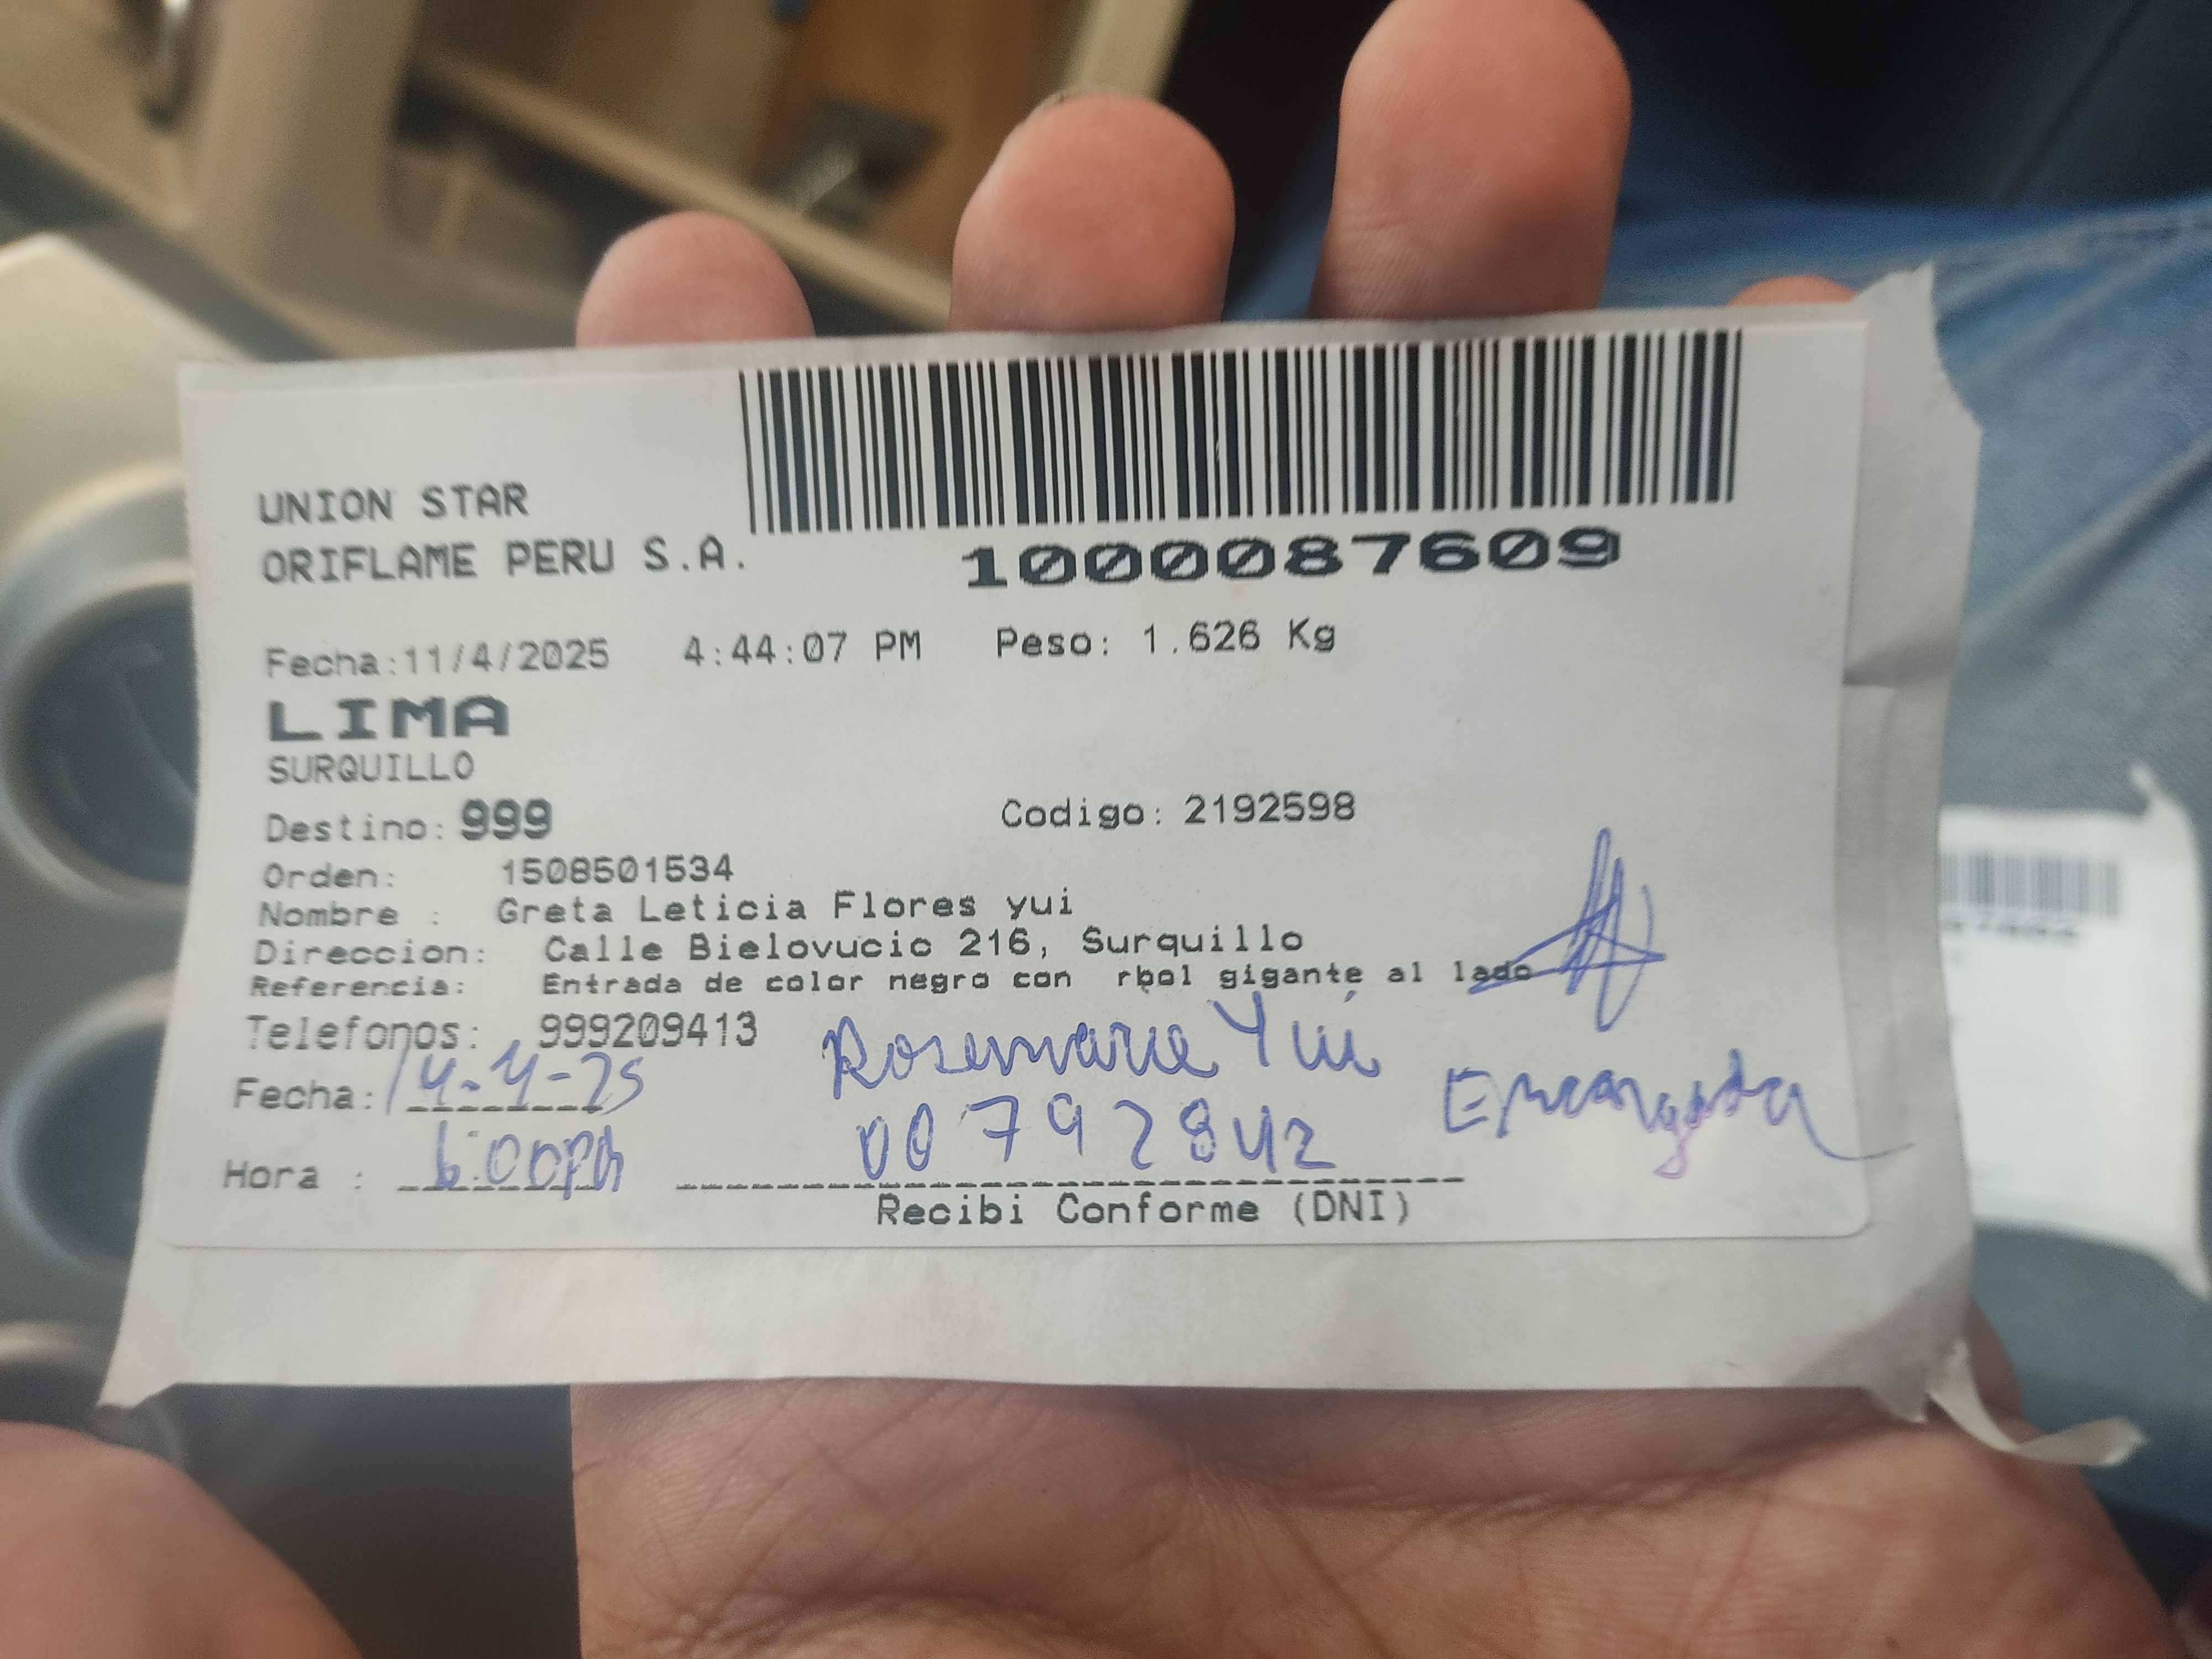 UNION STAR
ORIFLAME PERU S.A.
1000087609
Fecha:11/4/2025 4:44:07 PM Peso: 1.626 Kg
LIMA
SURQUILLO
Destino: 999 Codigo: 2192598
Orden: 1508501534
Nombre : Greta Leticia Flores yui
Direccion: Calle Bielovucic 216, Surquillo
Referencia: Entrada de color negro con rbol gigante al lado
Telefonos: 999209413 Rosemarie Yui
Fecha: 14-4-25 00792842 Encargada
Hora : 6:00PM
Recibi Conforme (DNI)